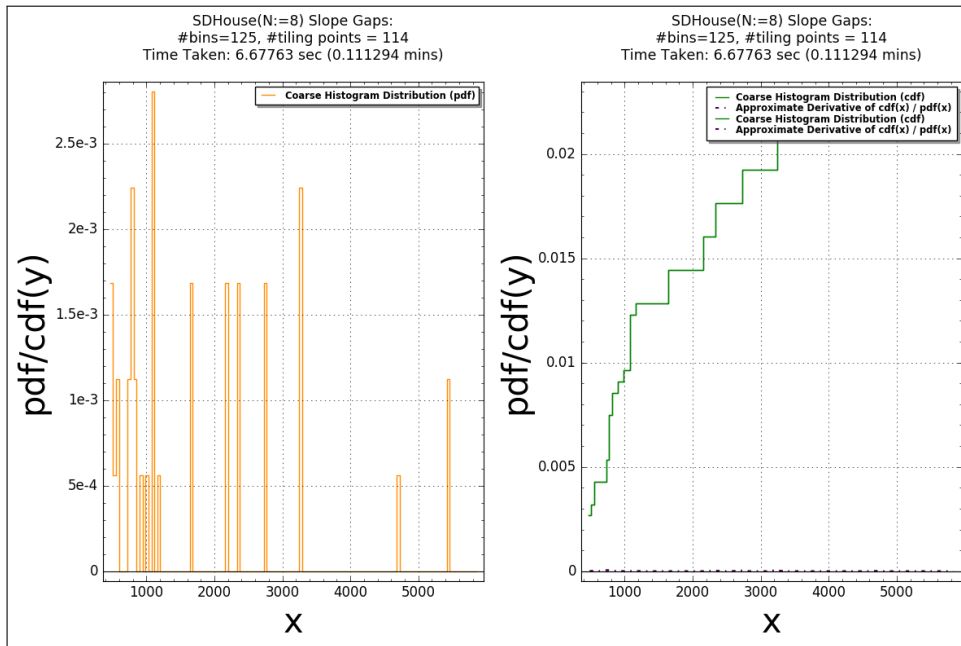 SDHouse(N:=8) Slope Gaps:
#bins=125, #tiling points = 114
Time Taken: 6.67763 sec (0.111294 mins)
Coarse Histogram Distribution (pdf)
2.5e-3
2e-3
1.5e-3
1e-3
5e-4
0
pdf/cdf(y)
1000 2000 3000 4000 5000
x
SDHouse(N:=8) Slope Gaps:
#bins=125, #tiling points = 114
Time Taken: 6.67763 sec (0.111294 mins)
Coarse Histogram Distribution (cdf)
Approximate Derivative of cdf(x) / pdf(x)
Coarse Histogram Distribution (cdf)
Approximate Derivative of cdf(x) / pdf(x)
0.02
0.015
0.01
0.005
0
pdf/cdf(y)
1000 2000 3000 4000 5000
x